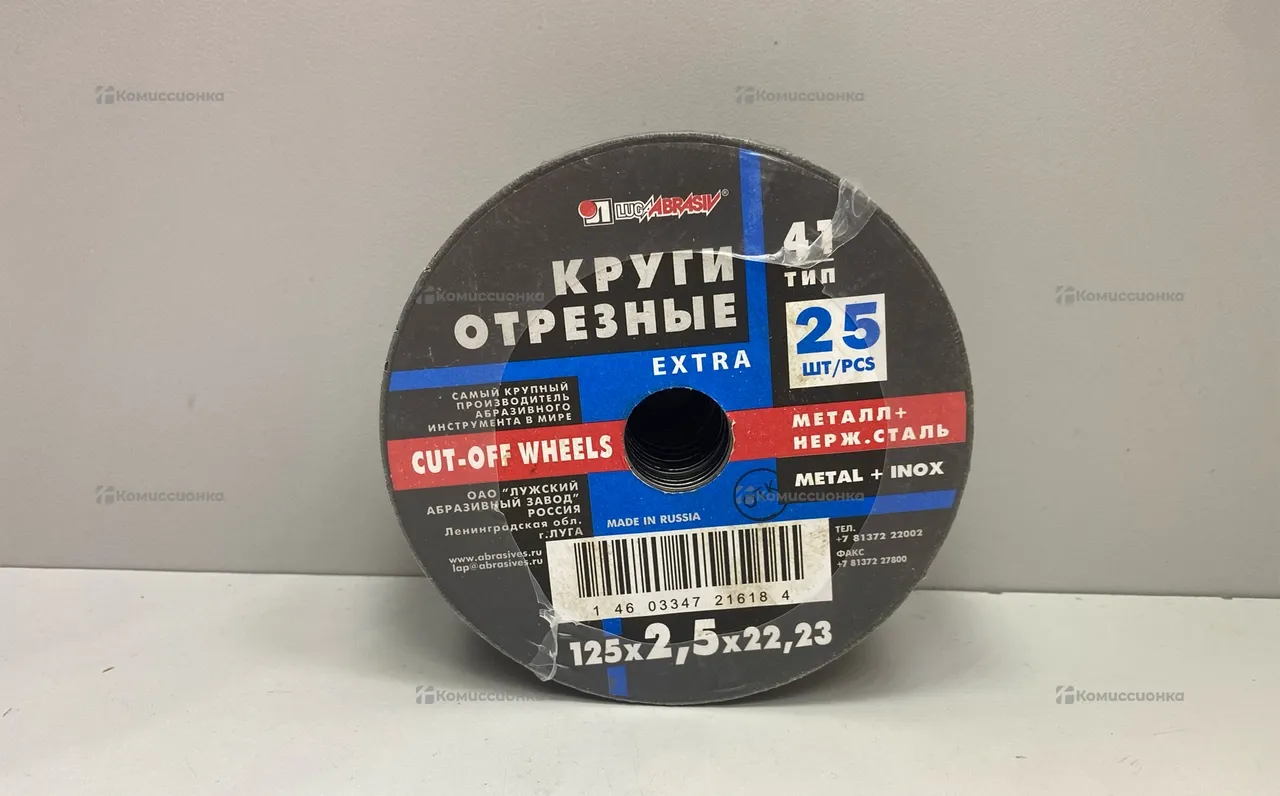 Комиссионка
Комиссионка
LUGAABRASIV®
41
ТИП
КРУГИ
ОТРЕЗНЫЕ
EXTRA
25
ШТ/PCS
Комиссионка
Комиссионка
САМЫЙ КРУПНЫЙ
ПРОИЗВОДИТЕЛЬ
АБРАЗИВНОГО
ИНСТРУМЕНТА В МИРЕ
CUT-OFF WHEELS
МЕТАЛЛ+
НЕРЖ.СТАЛЬ
METAL + INOX
ОАО "ЛУЖСКИЙ
АБРАЗИВНЫЙ ЗАВОД"
РОССИЯ
Ленинградская обл.
г.ЛУГА
www.abrasives.ru
lap@abrasives.ru
Комиссионка
ОТК
Комиссионка
MADE IN RUSSIA
ТЕЛ.
+7 81372 22002
ФАКС
+7 81372 27800
1 46 03347 21618 4
125x2,5x22,23
Комиссионка
Комиссионка